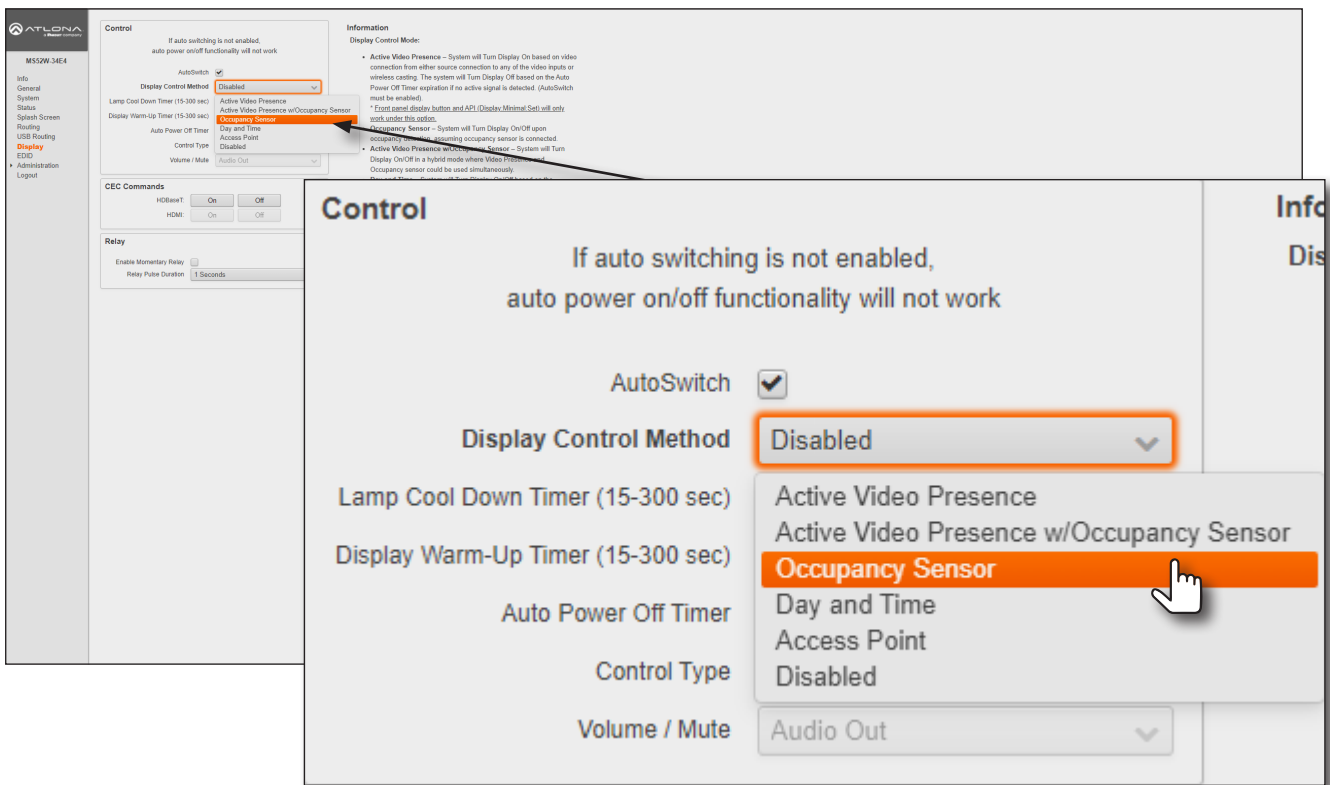 ATLONA
a Panduit company
MS52W-34E4
Info
General
System
Status
Splash Screen
Routing
USB Routing
Display
EDID
Administration
Logout
Control
If auto switching is not enabled,
auto power on/off functionality will not work
AutoSwitch
Display Control Method Disabled
Lamp Cool Down Timer (15-300 sec)
Display Warm-Up Timer (15-300 sec)
Auto Power Off Timer
Control Type
Active Video Presence
Active Video Presence w/Occupancy Sensor
Occupancy Sensor
Day and Time
Access Point
Disabled
Volume / Mute Audio Out
CEC Commands
HDBaseT: On Off
HDMI: On Off
Relay
Enable Momentary Relay
Relay Pulse Duration 1 Seconds
Information
Display Control Mode:
• Active Video Presence – System will Turn Display On based on video
connection from either source connection to any of the video inputs or
wireless casting. The system will Turn Display Off based on the Auto
Power Off Timer expiration if no active signal is detected. (AutoSwitch
must be enabled).
* Front panel display button and API (Display.Minimal.Set) will only
work under this option.
• Occupancy Sensor – System will Turn Display On/Off upon
occupancy detection, assuming occupancy sensor is connected.
• Active Video Presence w/Occupancy Sensor – System will Turn
Display On/Off in a hybrid mode where Video Presence and
Occupancy sensor could be used simultaneously.
Control
If auto switching is not enabled,
auto power on/off functionality will not work
AutoSwitch
Display Control Method Disabled
Lamp Cool Down Timer (15-300 sec)
Display Warm-Up Timer (15-300 sec)
Auto Power Off Timer
Control Type
Active Video Presence
Active Video Presence w/Occupancy Sensor
Occupancy Sensor
Day and Time
Access Point
Disabled
Volume / Mute Audio Out
Info
Dis